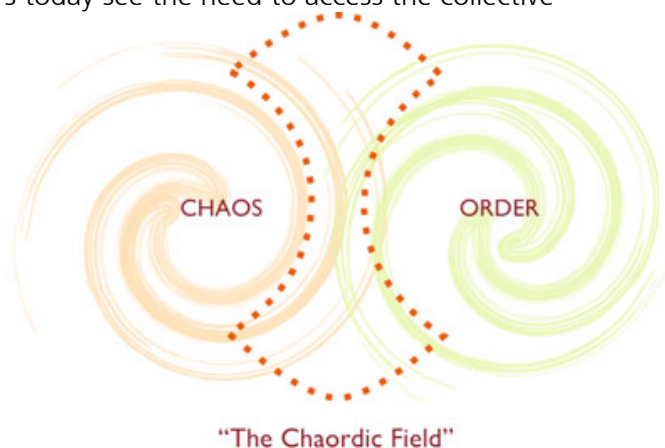 s today see the need to access the collective
CHAOS
ORDER
“The Chaordic Field”